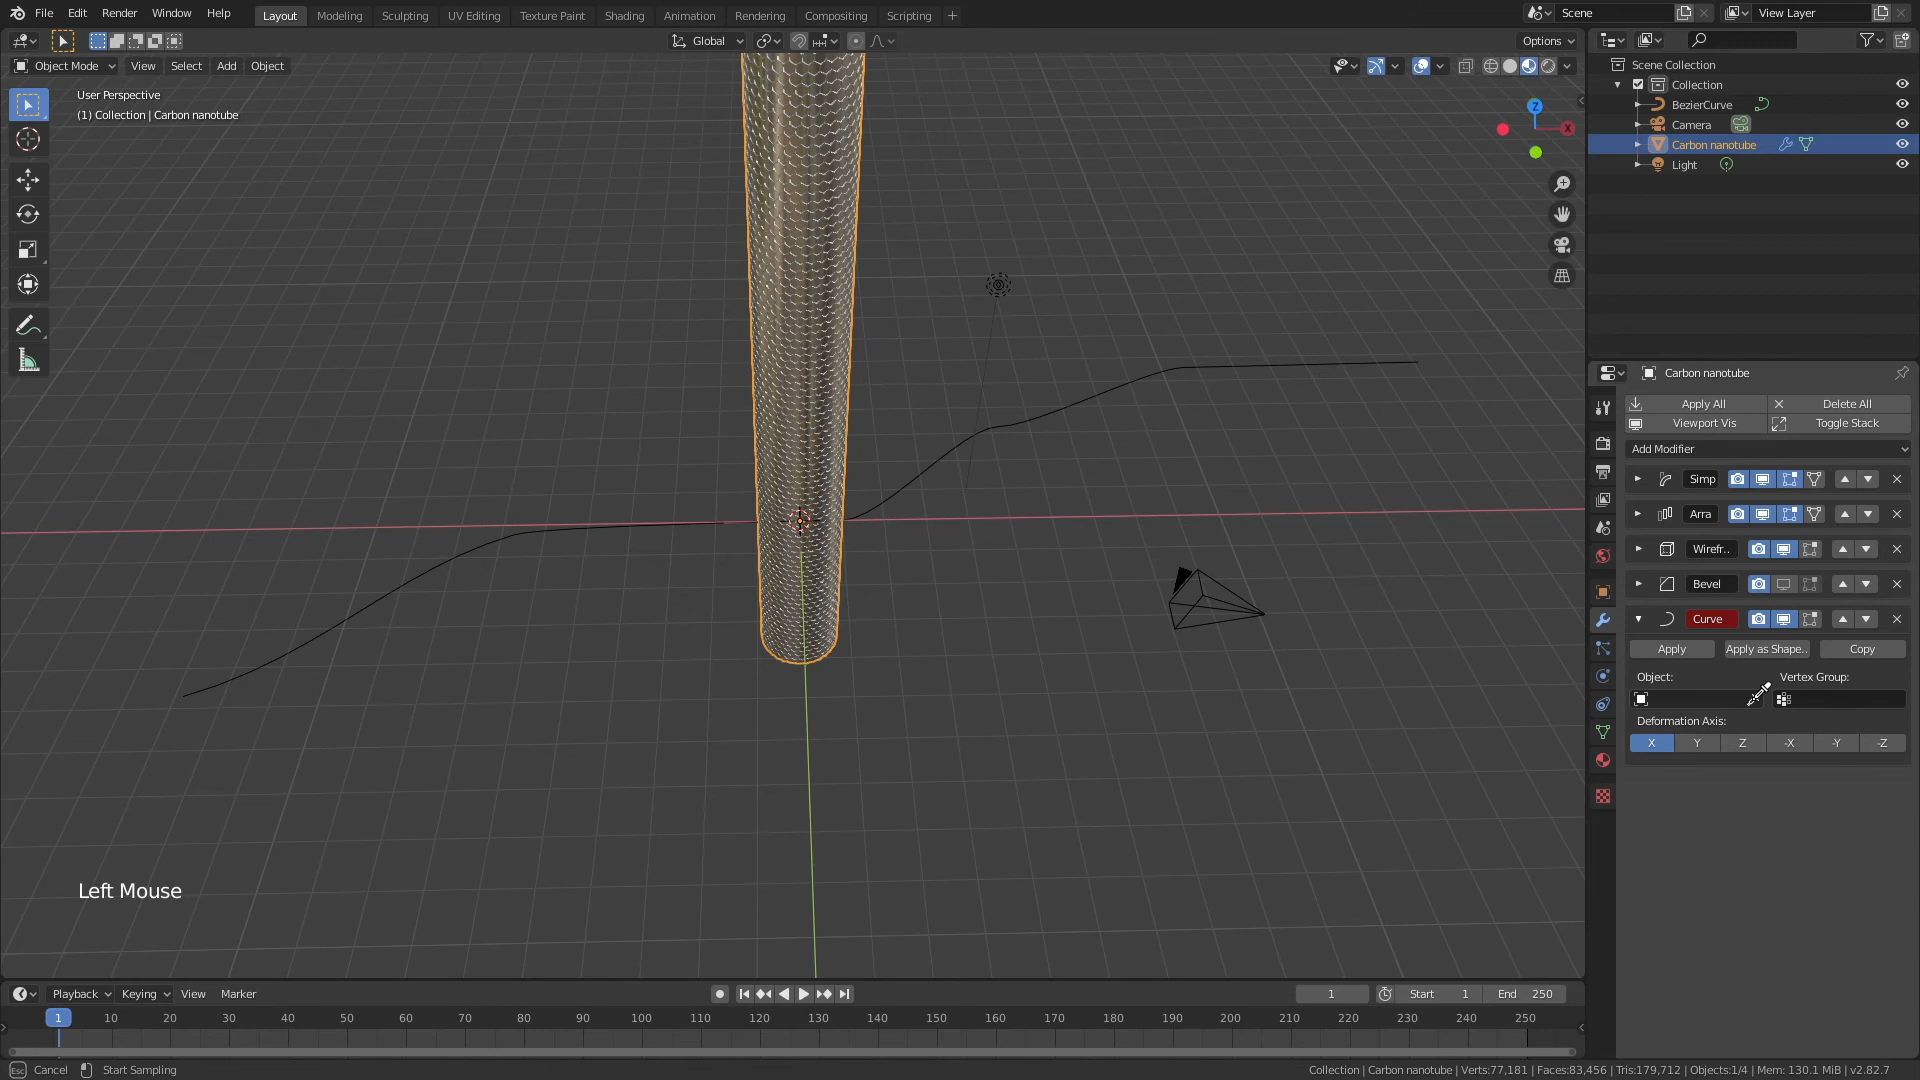 File Edit Render Window Help Layout Modeling Sculpting UV Editing Texture Paint Shading Animation Rendering Compositing Scripting + Scene View Layer
Global Options
Object Mode View Select Add Object
User Perspective
(1) Collection | Carbon nanotube
Z
X
Scene Collection
Collection
BezierCurve
Camera
Carbon nanotube
Light
Carbon nanotube
Apply All Delete All
Viewport Vis Toggle Stack
Add Modifier
Simp
Arra
Wirefr..
Bevel
Curve
Apply Apply as Shape.. Copy
Object: Vertex Group:
Deformation Axis:
X Y Z -X -Y -Z
Left Mouse
Playback Keying View Marker 1 Start 1 End 250
1 10 20 30 40 50 60 70 80 90 100 110 120 130 140 150 160 170 180 190 200 210 220 230 240 250
Esc Cancel Start Sampling Collection | Carbon nanotube | Verts:77,181 | Faces:83,456 | Tris:179,712 | Objects:1/4 | Mem: 130.1 MiB | v2.82.7